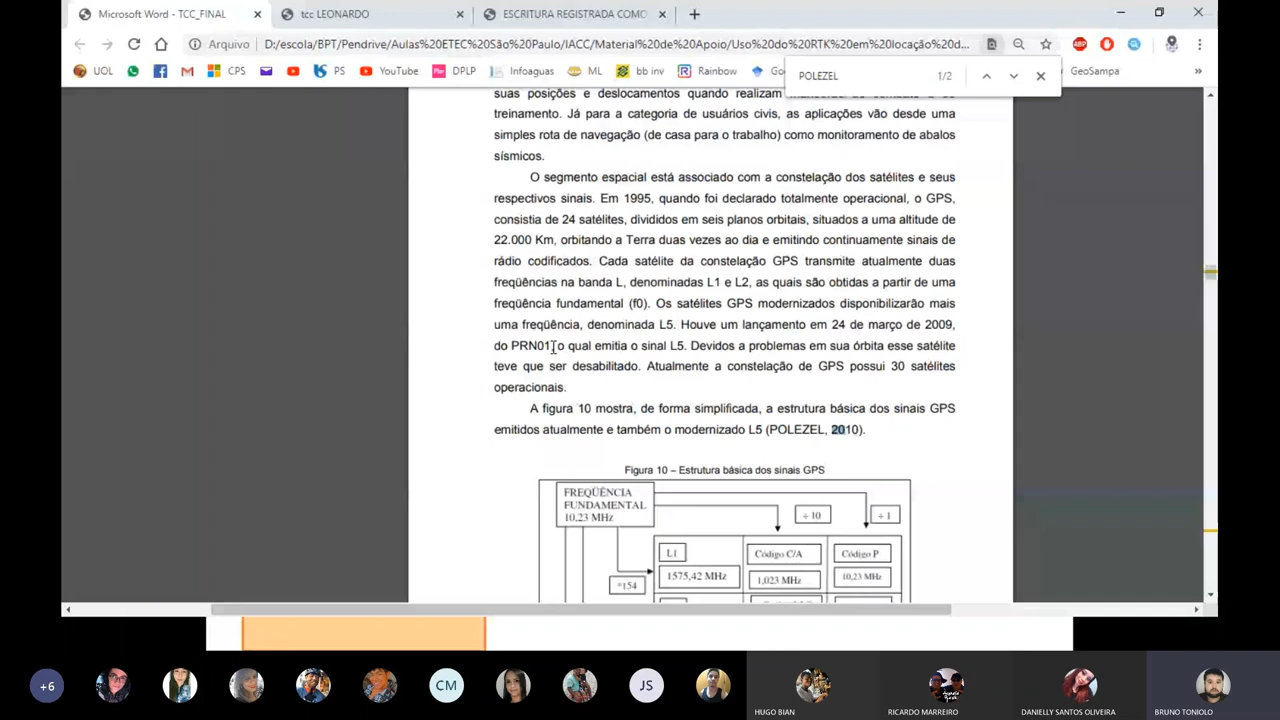 Microsoft Word - TCC_FINAL
tcc LEONARDO
ESCRITURA REGISTRADA COMO
Arquivo
D:/escola/BPT/Pendrive/Aulas%20ETEC%20São%20Paulo/IACC/Material%20de%20Apoio/Uso%20do%20RTK%20em%20locação%20d...
ABP
UOL
CPS
PS
YouTube
DPLP
Infoaguas
ML
bb inv
Rainbow
Goo
GeoSampa
»
POLEZEL
1/2
treinamento. Já para a categoria de usuários civis, as aplicações vão desde uma
simples rota de navegação (de casa para o trabalho) como monitoramento de abalos
sísmicos.
O segmento espacial está associado com a constelação dos satélites e seus
respectivos sinais. Em 1995, quando foi declarado totalmente operacional, o GPS,
consistia de 24 satélites, divididos em seis planos orbitais, situados a uma altitude de
22.000 Km, orbitando a Terra duas vezes ao dia e emitindo continuamente sinais de
rádio codificados. Cada satélite da constelação GPS transmite atualmente duas
freqüências na banda L, denominadas L1 e L2, as quais são obtidas a partir de uma
freqüência fundamental (f0). Os satélites GPS modernizados disponibilizarão mais
uma freqüência, denominada L5. Houve um lançamento em 24 de março de 2009,
do PRN01, o qual emitia o sinal L5. Devidos a problemas em sua órbita esse satélite
teve que ser desabilitado. Atualmente a constelação de GPS possui 30 satélites
operacionais.
A figura 10 mostra, de forma simplificada, a estrutura básica dos sinais GPS
emitidos atualmente e também o modernizado L5 (POLEZEL, 2010).
Figura 10 – Estrutura básica dos sinais GPS
FREQÜÊNCIA
FUNDAMENTAL
10,23 MHz
÷ 10
÷ 1
L1
Código C/A
Código P
1575,42 MHz
1,023 MHz
10,23 MHz
*154
+6
CM
JS
HUGO BIAN
RICARDO MARREIRO
DANIELLY SANTOS OLIVEIRA
BRUNO TONIOLO